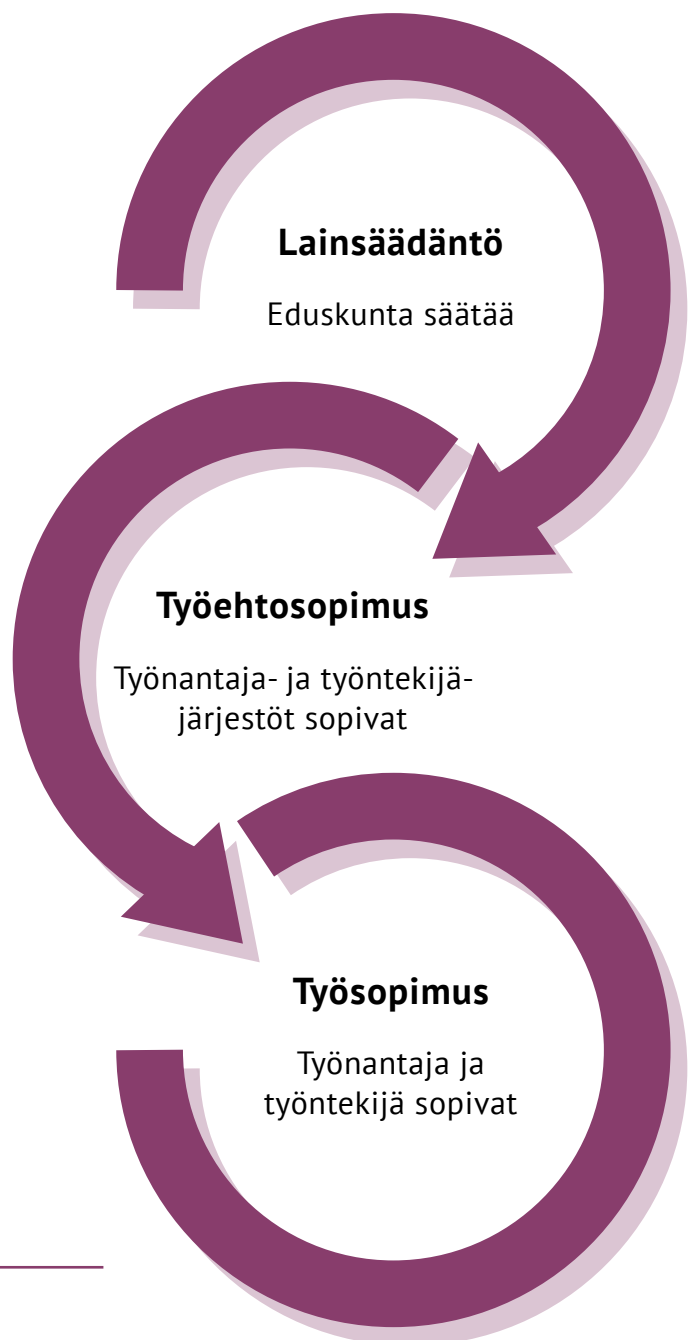 Lainsäädäntö
Eduskunta säätää
Työehtosopimus
Työnantaja- ja työntekijä-
järjestöt sopivat
Työsopimus
Työnantaja ja
työntekijä sopivat